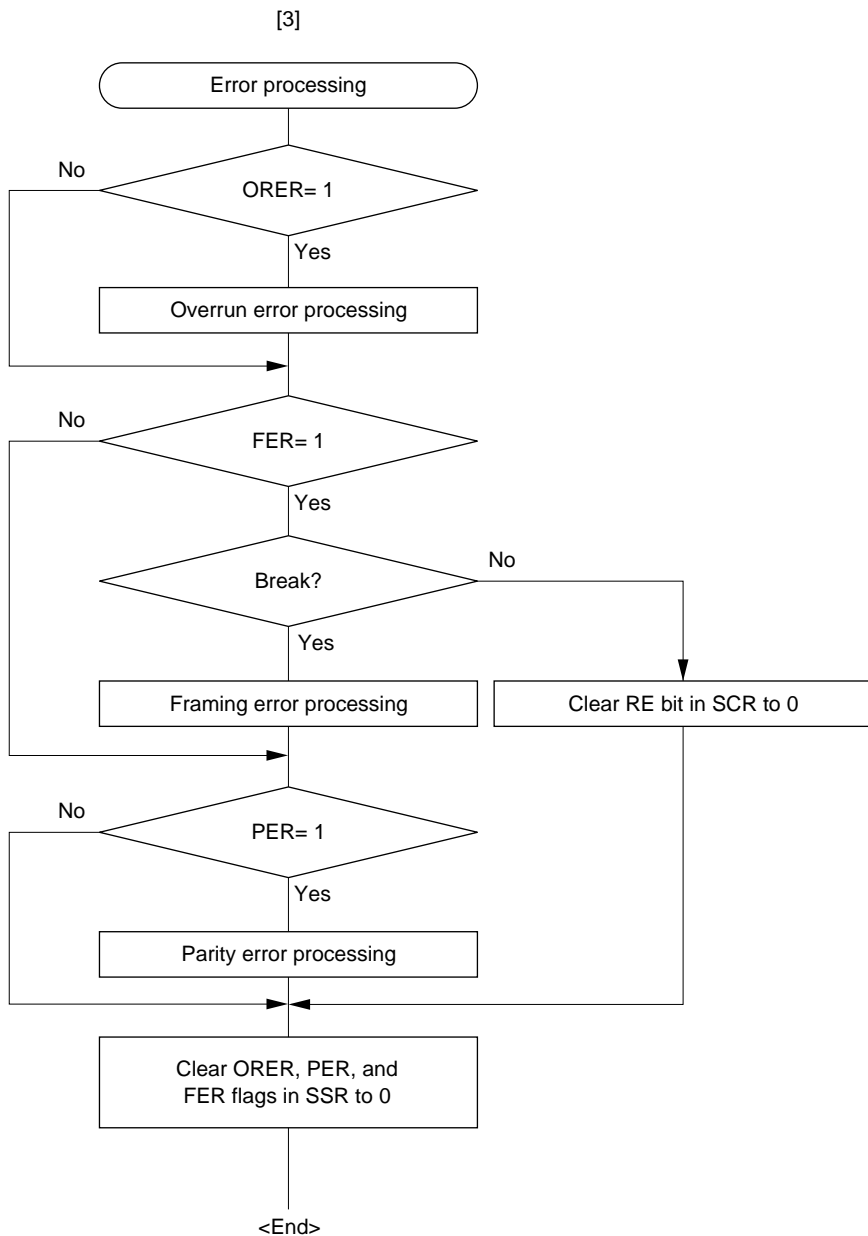 [3]
Error processing
No
ORER= 1
Yes
Overrun error processing
No
FER= 1
Yes
Break?
No
Yes
Framing error processing
Clear RE bit in SCR to 0
No
PER= 1
Yes
Parity error processing
Clear ORER, PER, and
FER flags in SSR to 0
<End>